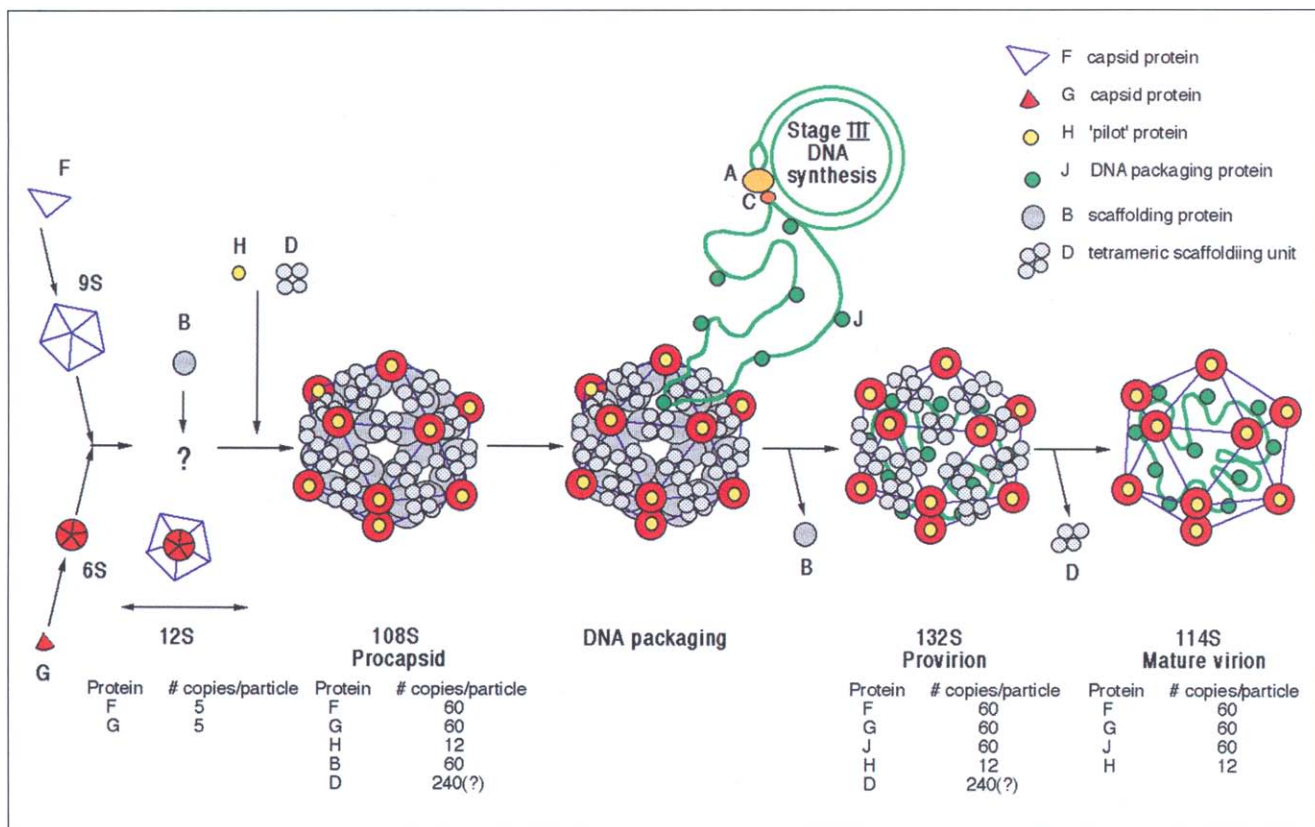 F capsid protein
G capsid protein
H 'pilot' protein
J DNA packaging protein
B scaffolding protein
D tetrameric scaffoldiing unit
Stage III
DNA
synthesis
A
C
J
F
9S
H D
B
?
6S
G
B
D
12S
108S
Procapsid
DNA packaging
132S
Provirion
114S
Mature virion
Protein # copies/particle
F 5
G 5
Protein # copies/particle
F 60
G 60
H 12
B 60
D 240(?)
Protein # copies/particle
F 60
G 60
J 60
H 12
D 240(?)
Protein # copies/particle
F 60
G 60
J 60
H 12